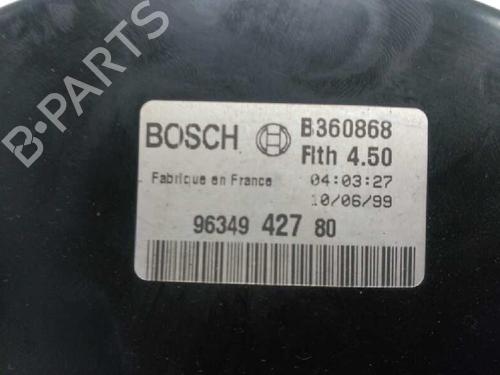 BOSCH B360868
Flth 4.50
Fabrique en France 04:03:27
10/06/99
96349 427 80
B-PARTS